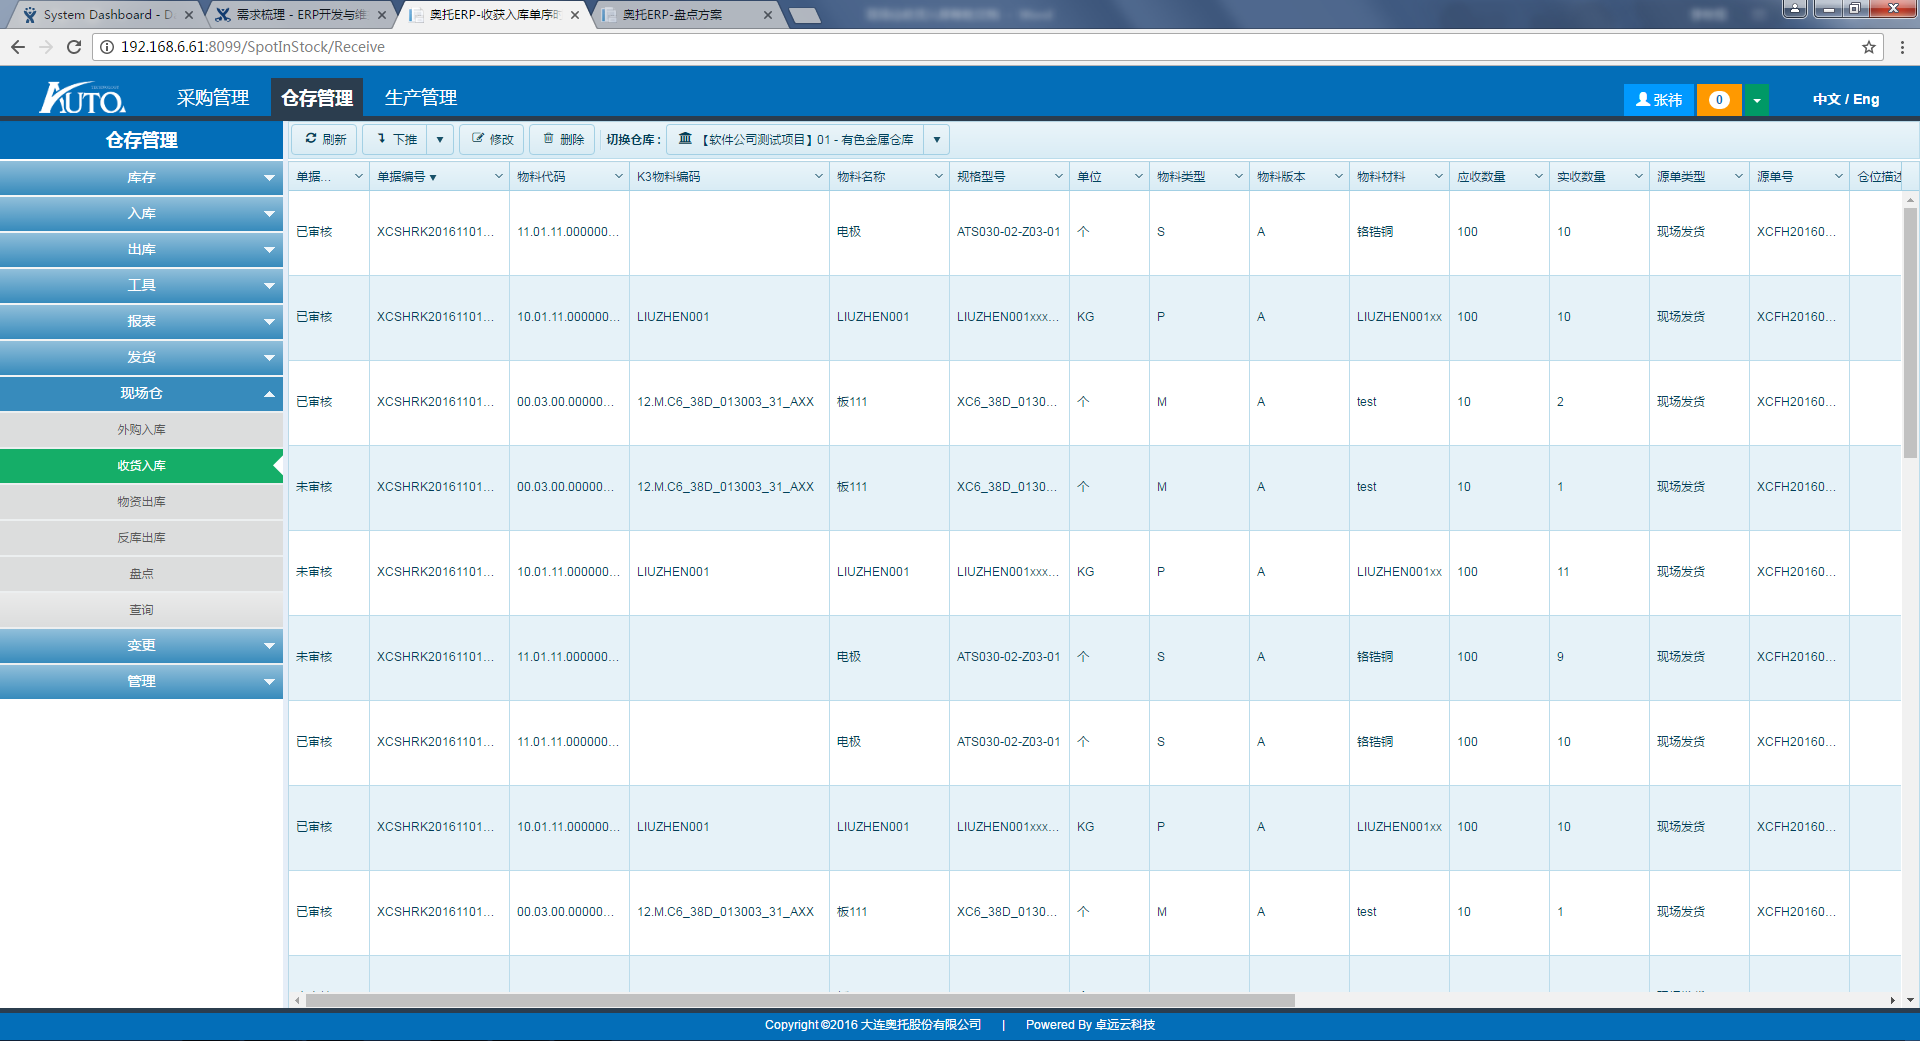 System Dashboard - D
需求梳理 - ERP开发与维
奥托ERP-收获入库单序时
奥托ERP-盘点方案
192.168.6.61:8099/SpotInStock/Receive
AUTO.
采购管理
仓存管理
生产管理
张祎
0
中文 / Eng
仓存管理
刷新
下推
修改
删除
切换仓库：
【软件公司测试项目】01 - 有色金属仓库
库存
入库
出库
工具
报表
发货
现场仓
外购入库
收货入库
物资出库
反库出库
盘点
查询
变更
管理
单据... 单据编号 物料代码 K3物料编码 物料名称 规格型号 单位 物料类型 物料版本 物料材料 应收数量 实收数量 源单类型 源单号 仓位描述
已审核 XCSHRK20161101... 11.01.11.000000... 电极 ATS030-02-Z03-01 个 S A 铬锆铜 100 10 现场发货 XCFH20160...
已审核 XCSHRK20161101... 10.01.11.000000... LIUZHEN001 LIUZHEN001 LIUZHEN001xxx... KG P A LIUZHEN001xx 100 10 现场发货 XCFH20160...
已审核 XCSHRK20161101... 00.03.00.00000... 12.M.C6_38D_013003_31_AXX 板111 XC6_38D_0130... 个 M A test 10 2 现场发货 XCFH20160...
未审核 XCSHRK20161101... 00.03.00.00000... 12.M.C6_38D_013003_31_AXX 板111 XC6_38D_0130... 个 M A test 10 1 现场发货 XCFH20160...
未审核 XCSHRK20161101... 10.01.11.000000... LIUZHEN001 LIUZHEN001 LIUZHEN001xxx... KG P A LIUZHEN001xx 100 11 现场发货 XCFH20160...
未审核 XCSHRK20161101... 11.01.11.000000... 电极 ATS030-02-Z03-01 个 S A 铬锆铜 100 9 现场发货 XCFH20160...
已审核 XCSHRK20161101... 11.01.11.000000... 电极 ATS030-02-Z03-01 个 S A 铬锆铜 100 10 现场发货 XCFH20160...
已审核 XCSHRK20161101... 10.01.11.000000... LIUZHEN001 LIUZHEN001 LIUZHEN001xxx... KG P A LIUZHEN001xx 100 10 现场发货 XCFH20160...
已审核 XCSHRK20161101... 00.03.00.00000... 12.M.C6_38D_013003_31_AXX 板111 XC6_38D_0130... 个 M A test 10 1 现场发货 XCFH20160...
Copyright ©2016 大连奥托股份有限公司 | Powered By 卓远云科技